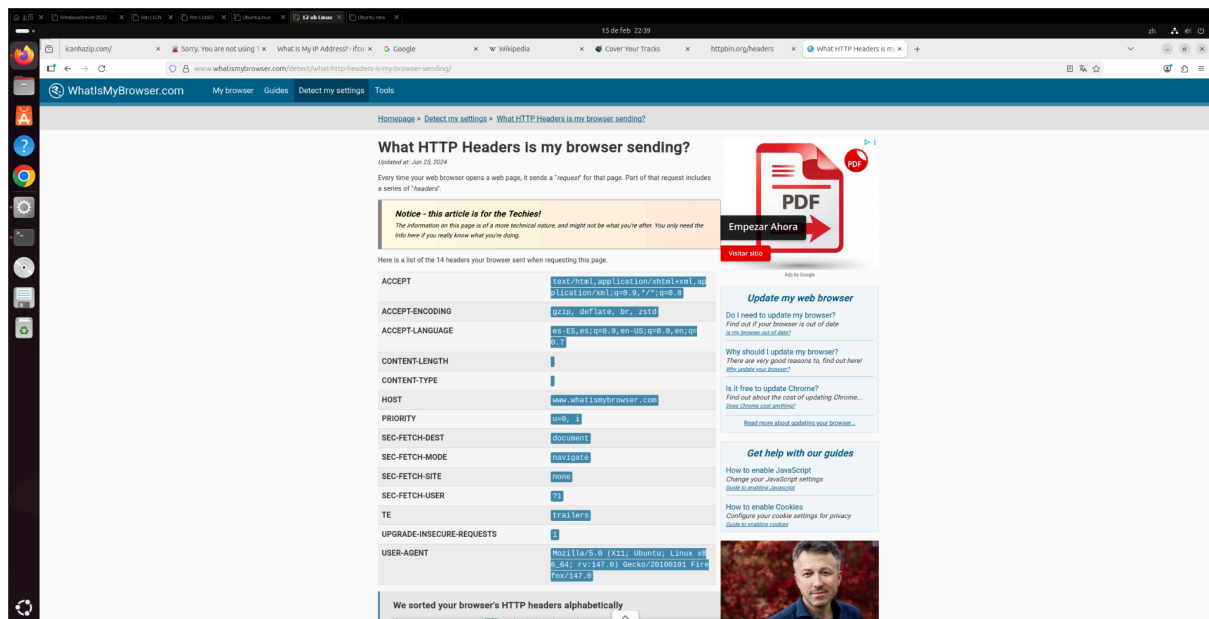 主页
WindowsSrever2022
Win LLCN
Win LUISO
UbuntuLinux
12 ub Linux
Ubuntu new
15 de feb 22:39
zh
icanhazip.com/
Sorry. You are not using T
What Is My IP Address? - ifco
Google
Wikipedia
Cover Your Tracks
httpbin.org/headers
What HTTP Headers is my
www.whatismybrowser.com/detect/what-http-headers-is-my-browser-sending/
WhatIsMyBrowser.com
My browser
Guides
Detect my settings
Tools
Homepage > Detect my settings > What HTTP Headers is my browser sending?
What HTTP Headers is my browser sending?
Updated at: Jun 25, 2024
Every time your web browser opens a web page, it sends a "request" for that page. Part of that request includes
a series of "headers".
Notice - this article is for the Techies!
The information on this page is of a more technical nature, and might not be what you're after. You only need the
info here if you really know what you're doing.
Here is a list of the 14 headers your browser sent when requesting this page.
ACCEPT
text/html,application/xhtml+xml,ap
plication/xml;q=0.9,*/*;q=0.8
ACCEPT-ENCODING
gzip, deflate, br, zstd
ACCEPT-LANGUAGE
es-ES,es;q=0.9,en-US;q=0.8,en;q=
0.7
CONTENT-LENGTH
CONTENT-TYPE
HOST
www.whatismybrowser.com
PRIORITY
u=0, i
SEC-FETCH-DEST
document
SEC-FETCH-MODE
navigate
SEC-FETCH-SITE
none
SEC-FETCH-USER
?1
TE
trailers
UPGRADE-INSECURE-REQUESTS
1
USER-AGENT
Mozilla/5.0 (X11; Ubuntu; Linux x8
6_64; rv:147.0) Gecko/20100101 Fire
fox/147.0
We sorted your browser's HTTP headers alphabetically
PDF
PDF
Empezar Ahora
Visitar sitio
Ads by Google
Update my web browser
Do I need to update my browser?
Find out if your browser is out of date
Is my browser out of date?
Why should I update my browser?
There are very good reasons to, find out here!
Why update your browser?
Is it free to update Chrome?
Find out about the cost of updating Chrome...
Does Chrome cost anything?
Read more about updating your browser...
Get help with our guides
How to enable JavaScript
Change your JavaScript settings
Guide to enabling Javascript
How to enable Cookies
Configure your cookie settings for privacy
Guide to enabling cookies